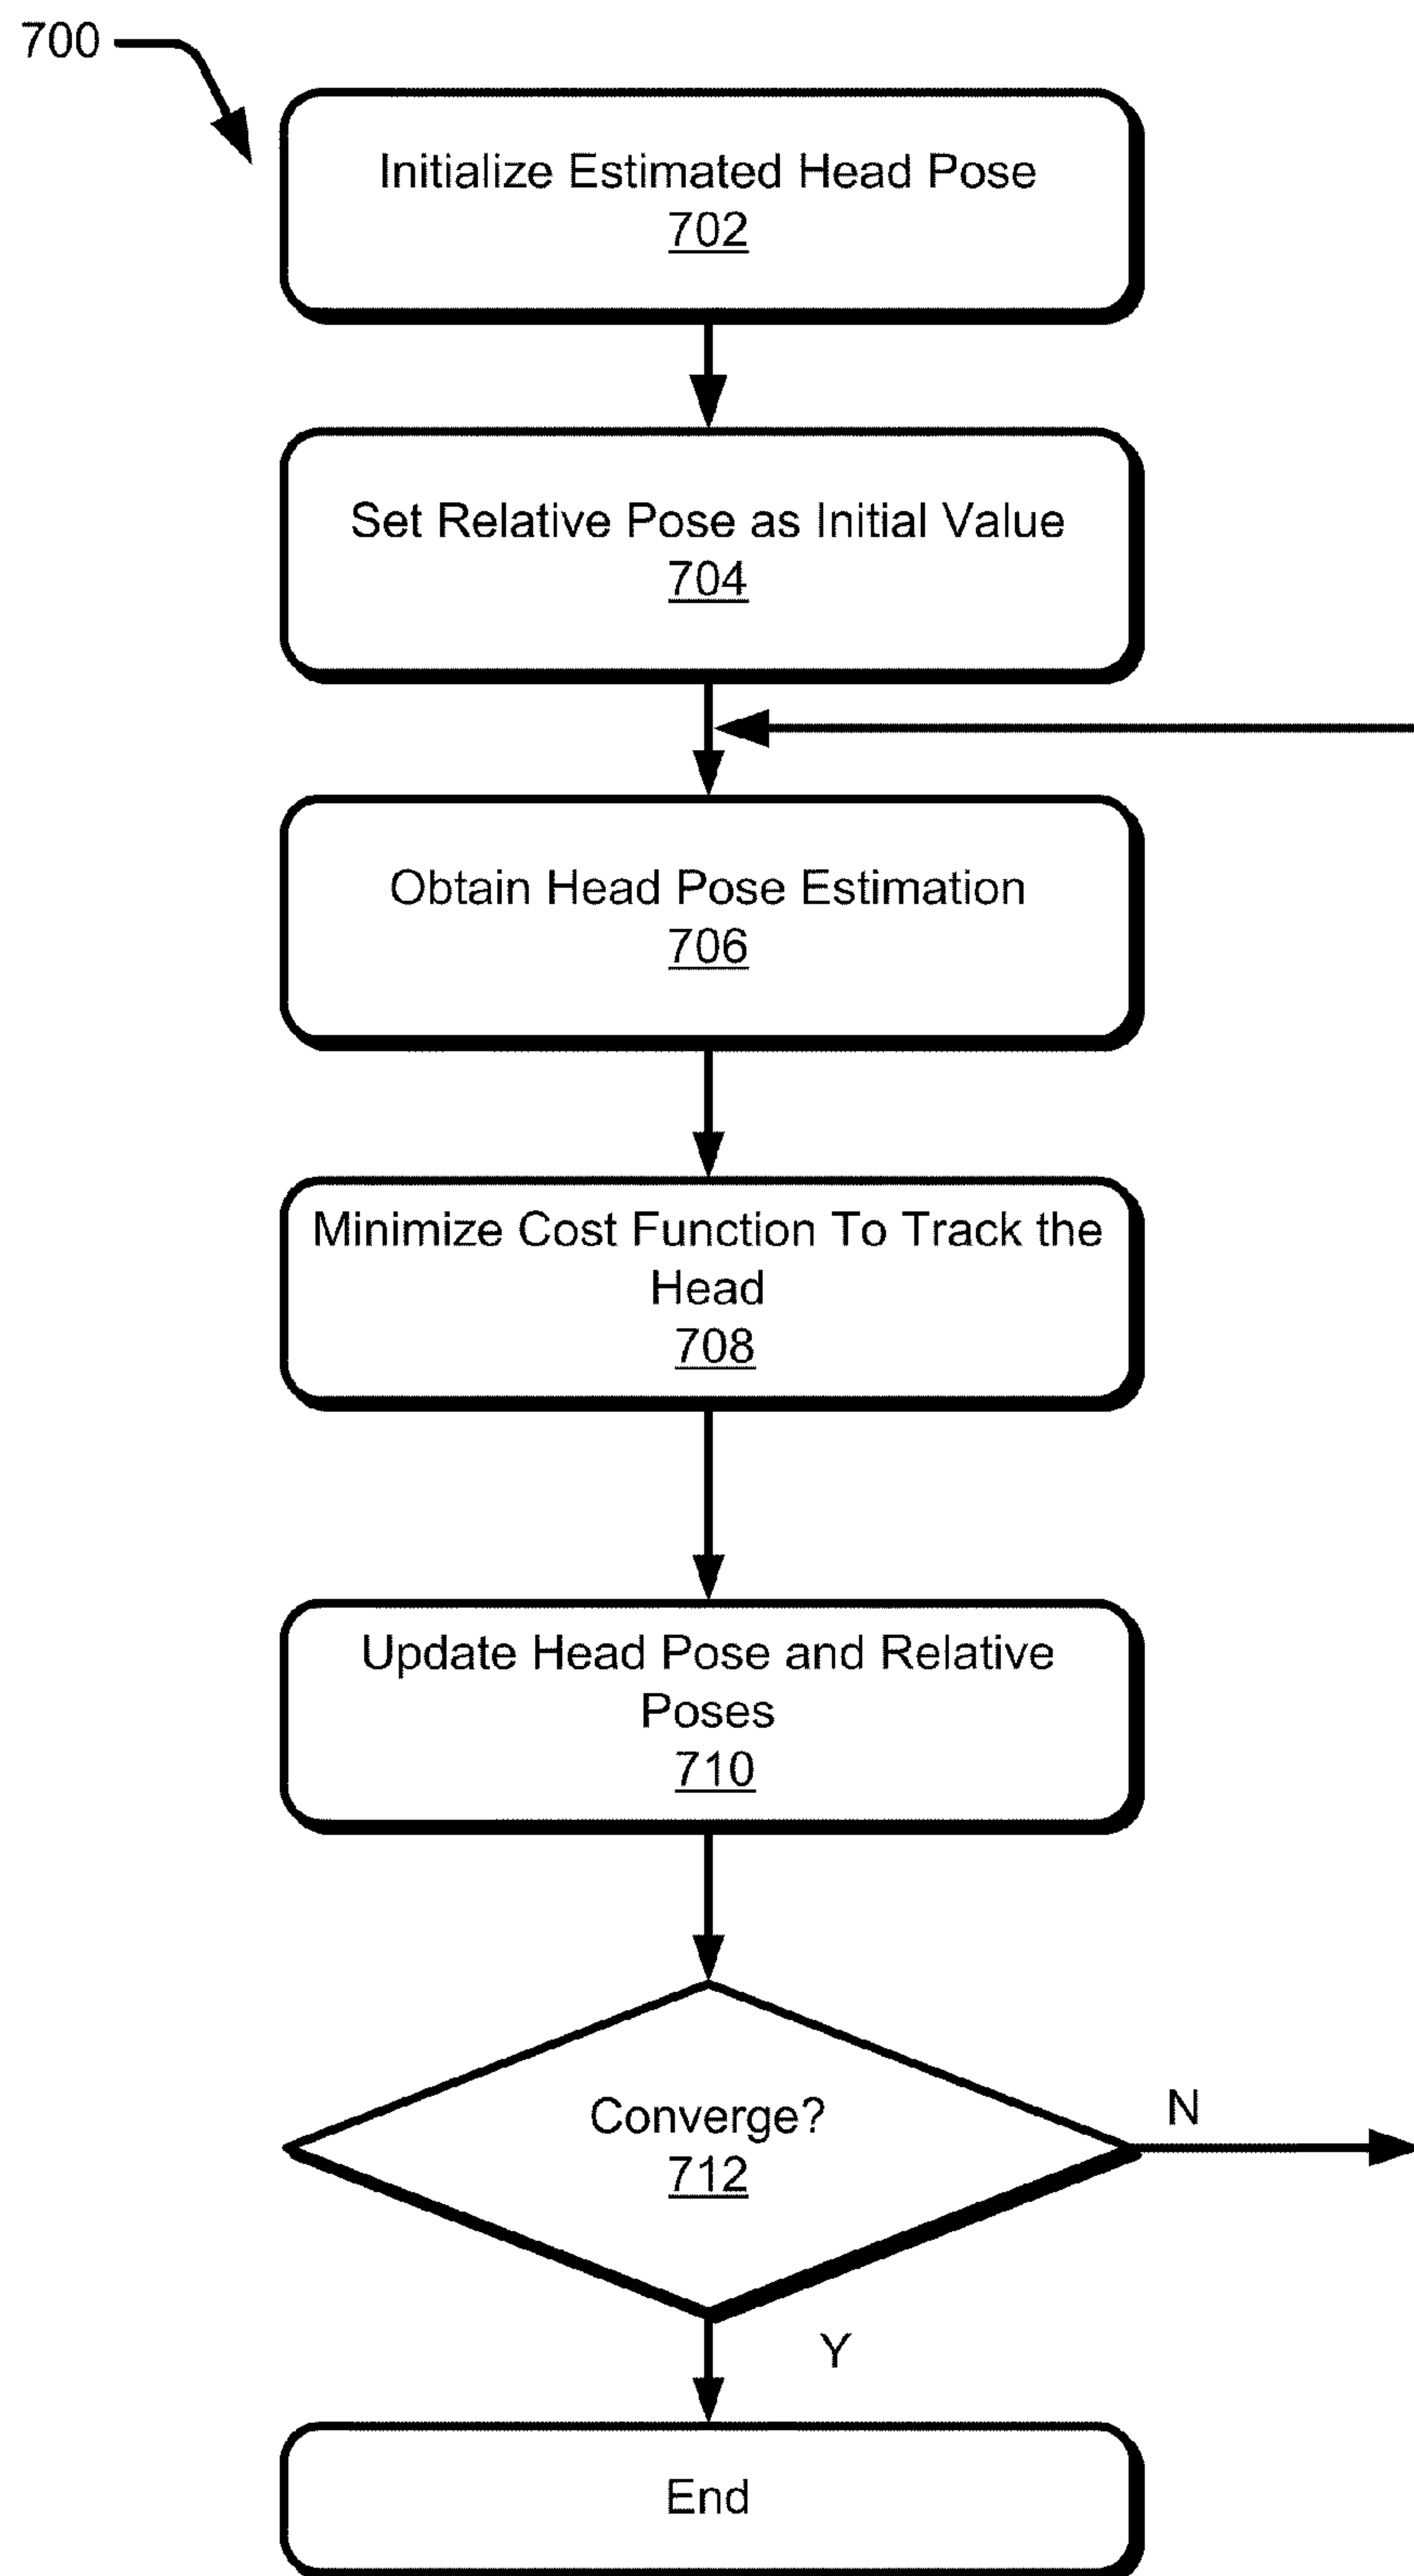 700
Initialize Estimated Head Pose
702
Set Relative Pose as Initial Value
704
Obtain Head Pose Estimation
706
Minimize Cost Function To Track the
Head
708
Update Head Pose and Relative
Poses
710
Converge?
712
N
Y
End